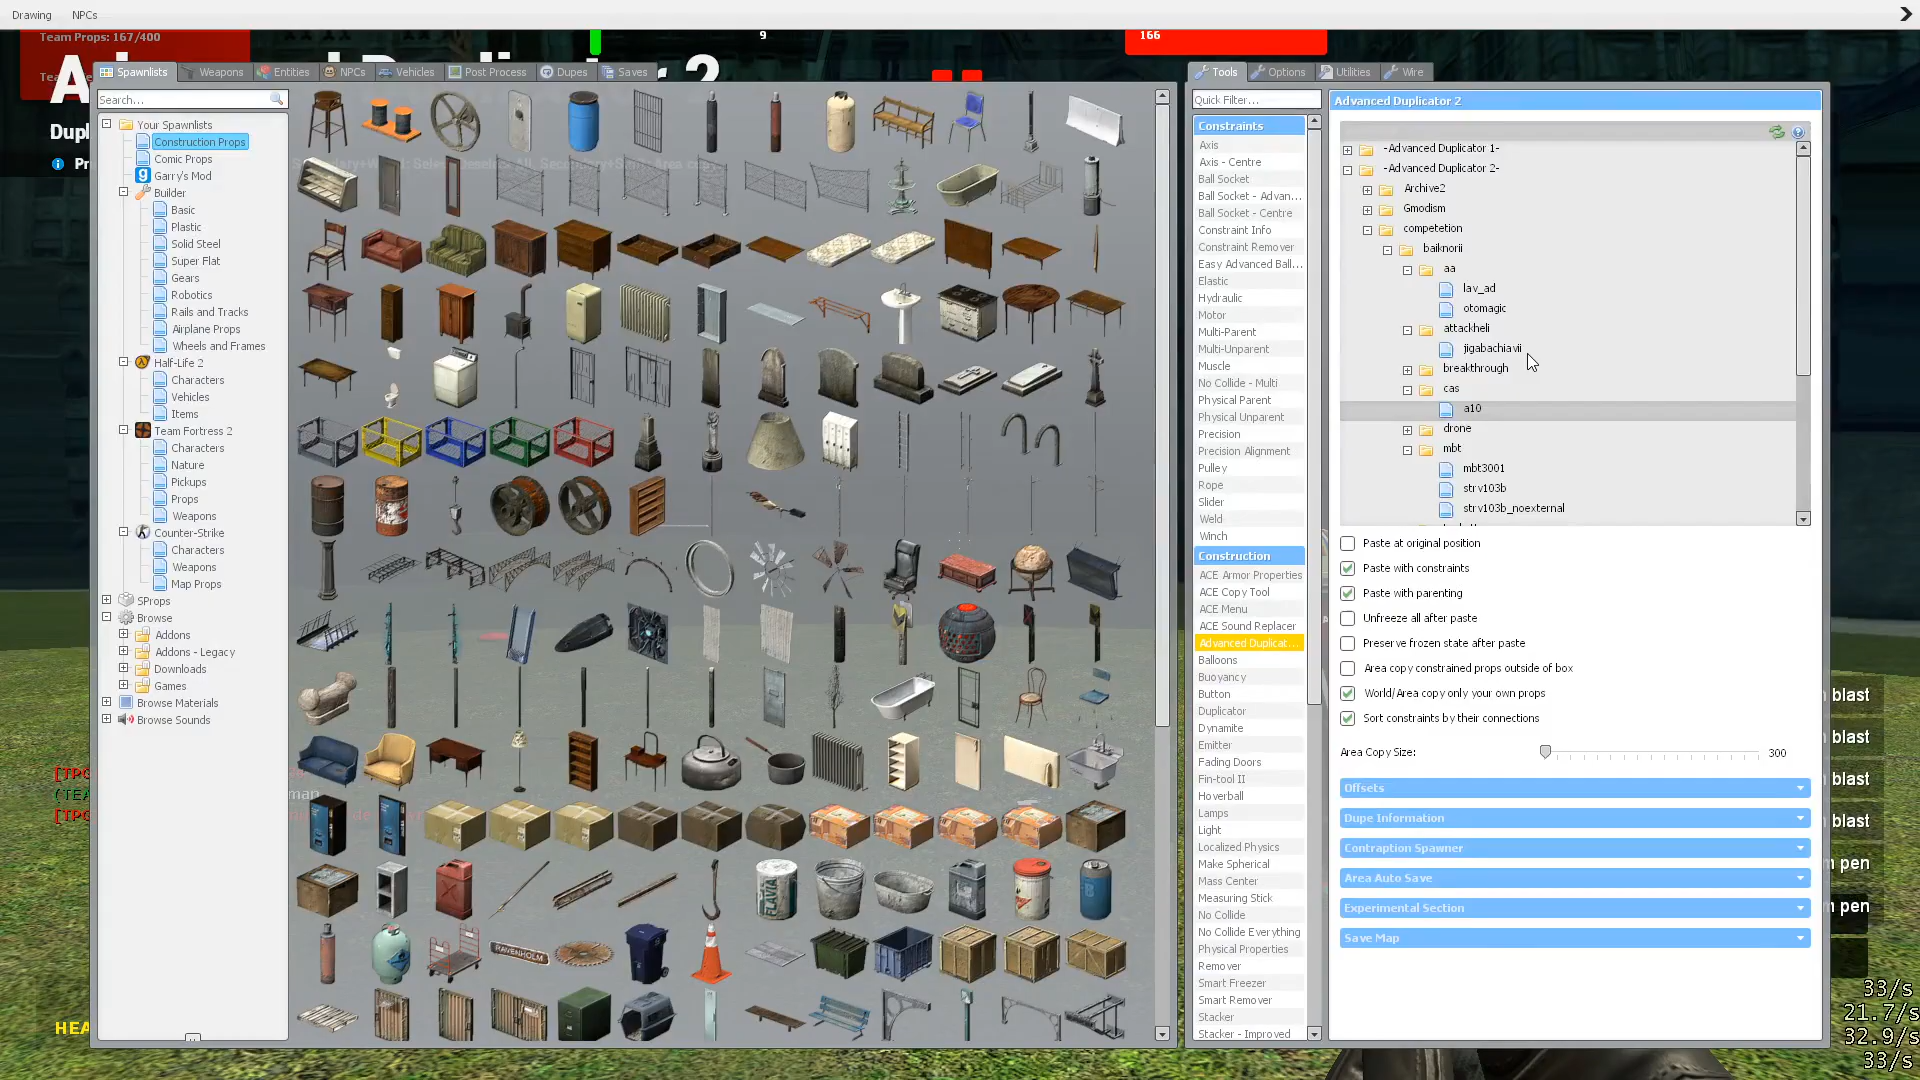 Drawing NPCs
Team Props: 167/400
9
166
Spawnlists Weapons Entities NPCs Vehicles Post Process Dupes Saves
Tools Options Utilities Wire
Search...
Your Spawnlists
Construction Props
Comic Props
Garry's Mod
Builder
Basic
Plastic
Solid Steel
Super Flat
Gears
Robotics
Rails and Tracks
Airplane Props
Wheels and Frames
Half-Life 2
Characters
Vehicles
Items
Team Fortress 2
Characters
Nature
Pickups
Props
Weapons
Counter-Strike
Characters
Weapons
Map Props
SProps
Browse
Addons
Addons - Legacy
Downloads
Games
Browse Materials
Browse Sounds
RAVENHOLM
Quick Filter...
Constraints
Axis
Axis - Centre
Ball Socket
Ball Socket - Advan...
Ball Socket - Centre
Constraint Info
Constraint Remover
Easy Advanced Ball...
Elastic
Hydraulic
Motor
Multi-Parent
Multi-Unparent
Muscle
No Collide - Multi
Physical Parent
Physical Unparent
Precision
Precision Alignment
Pulley
Rope
Slider
Weld
Winch
Construction
ACE Armor Properties
ACE Copy Tool
ACE Menu
ACE Sound Replacer
Advanced Duplicat...
Balloons
Buoyancy
Button
Duplicator
Dynamite
Emitter
Fading Doors
Fin-tool II
Hoverball
Lamps
Light
Localized Physics
Make Spherical
Mass Center
Measuring Stick
No Collide
No Collide Everything
Physical Properties
Remover
Smart Freezer
Smart Remover
Stacker
Stacker - Improved
Advanced Duplicator 2
-Advanced Duplicator 1-
-Advanced Duplicator 2-
Archive2
Gmodism
competetion
baiknorii
aa
lav_ad
otomagic
attackheli
jigabachiavii
breakthrough
cas
a10
drone
mbt
mbt3001
strv103b
strv103b_noexternal
Paste at original position
Paste with constraints
Paste with parenting
Unfreeze all after paste
Preserve frozen state after paste
Area copy constrained props outside of box
World/Area copy only your own props
Sort constraints by their connections
Area Copy Size: 300
Offsets
Dupe Information
Contraption Spawner
Area Auto Save
Experimental Section
Save Map
blast
blast
blast
blast
pen
pen
33/s
21.7/s
32.9/s
33/s